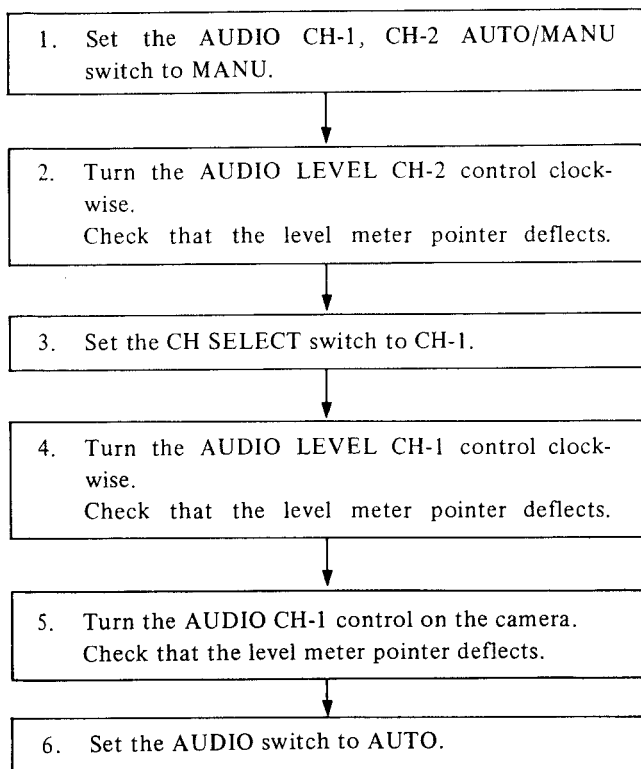 1. Set the AUDIO CH-1, CH-2 AUTO/MANU
switch to MANU.
2. Turn the AUDIO LEVEL CH-2 control clock-
wise.
Check that the level meter pointer deflects.
3. Set the CH SELECT switch to CH-1.
4. Turn the AUDIO LEVEL CH-1 control clock-
wise.
Check that the level meter pointer deflects.
5. Turn the AUDIO CH-1 control on the camera.
Check that the level meter pointer deflects.
6. Set the AUDIO switch to AUTO.